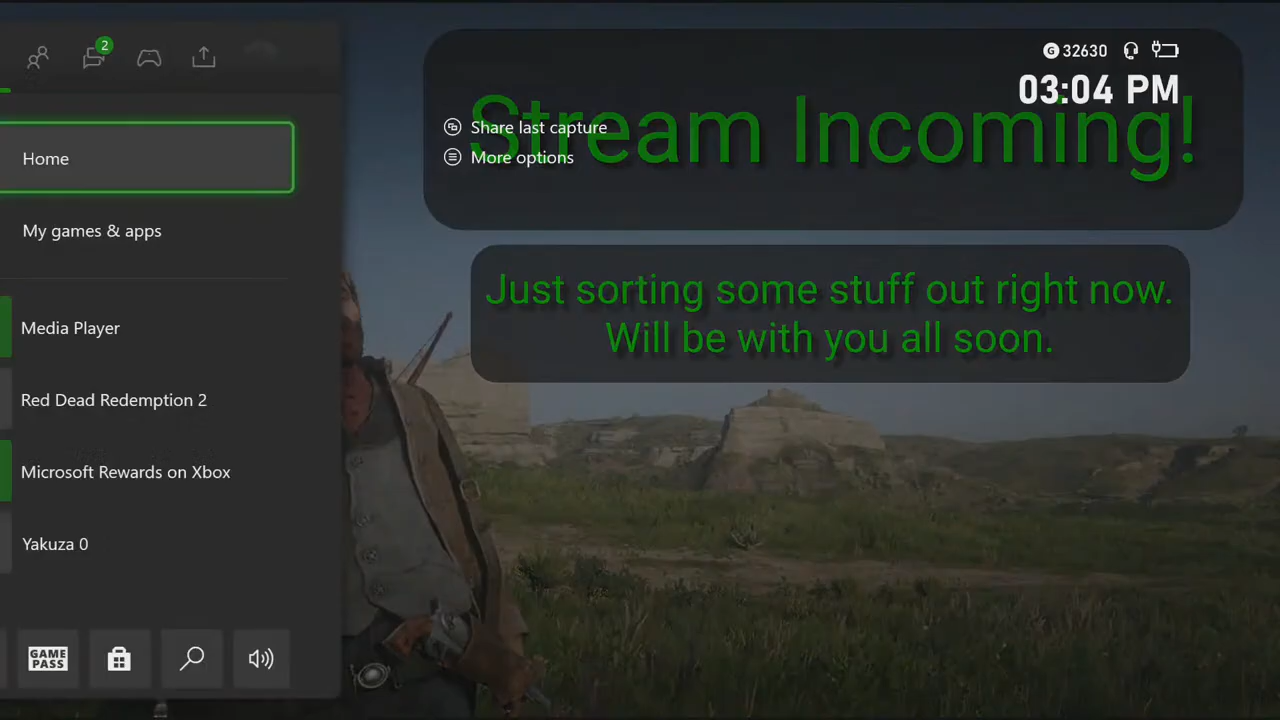 2
G 32630
03:04 PM
Stream Incoming!
Share last capture
More options
Just sorting some stuff out right now.
Will be with you all soon.
Home
My games & apps
Media Player
Red Dead Redemption 2
Microsoft Rewards on Xbox
Yakuza 0
GAME
PASS